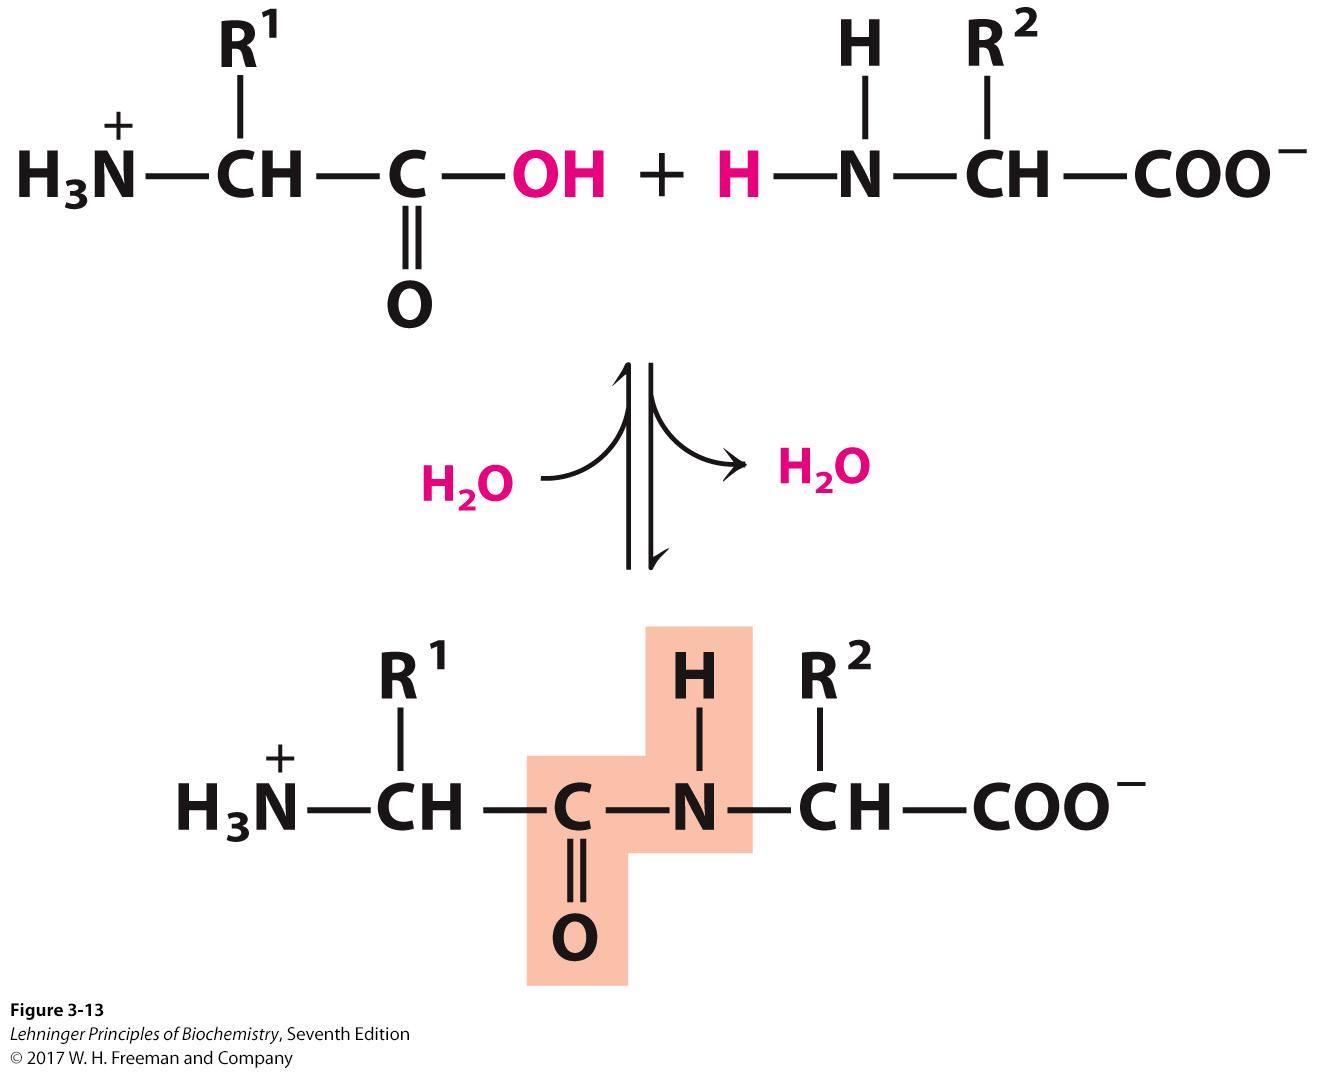 R¹ H R²
H₃N⁺—CH—C—OH + H—N—CH—COO⁻
O
H₂O H₂O
R¹ H R²
H₃N⁺—CH—C—N—CH—COO⁻
O
Figure 3-13
Lehninger Principles of Biochemistry, Seventh Edition
© 2017 W. H. Freeman and Company